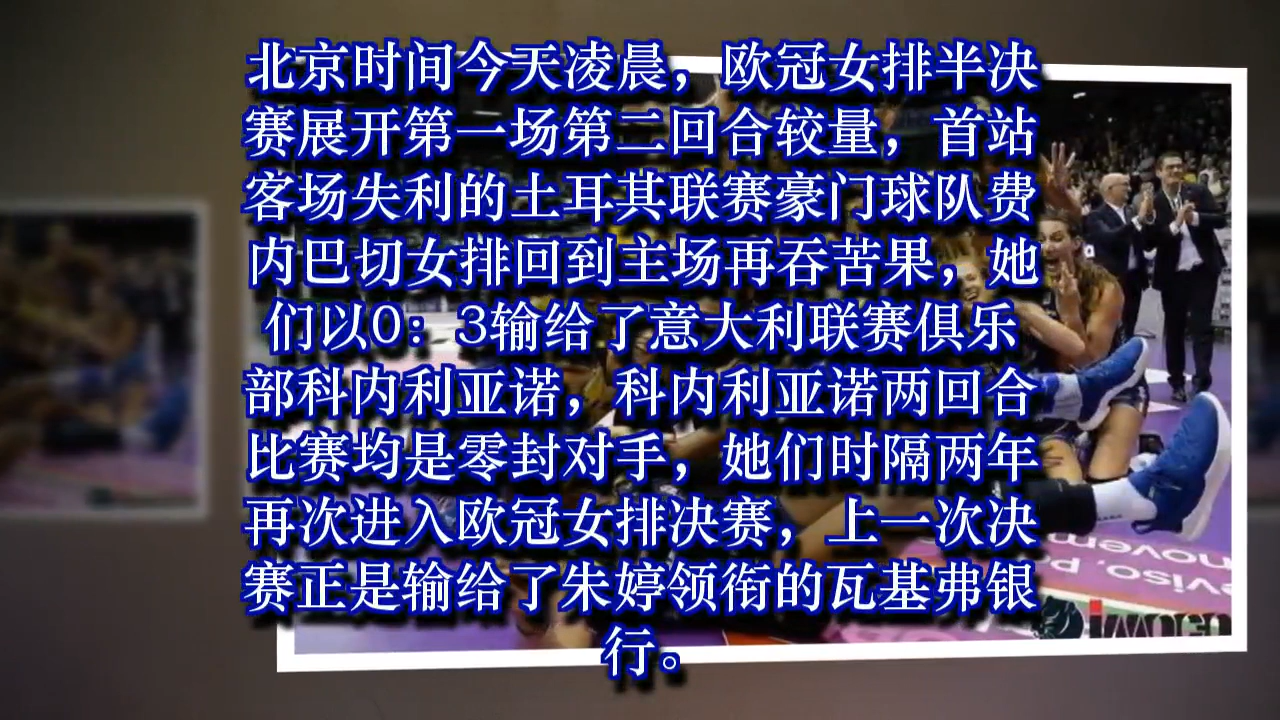 北京时间今天凌晨，欧冠女排半决
赛展开第一场第二回合较量，首站
客场失利的土耳其联赛豪门球队费
内巴切女排回到主场再吞苦果，她
们以0：3输给了意大利联赛俱乐
部科内利亚诺，科内利亚诺两回合
比赛均是零封对手，她们时隔两年
再次进入欧冠女排决赛，上一次决
赛正是输给了朱婷领衔的瓦基弗银
行。
novem
eviso, p
imoco